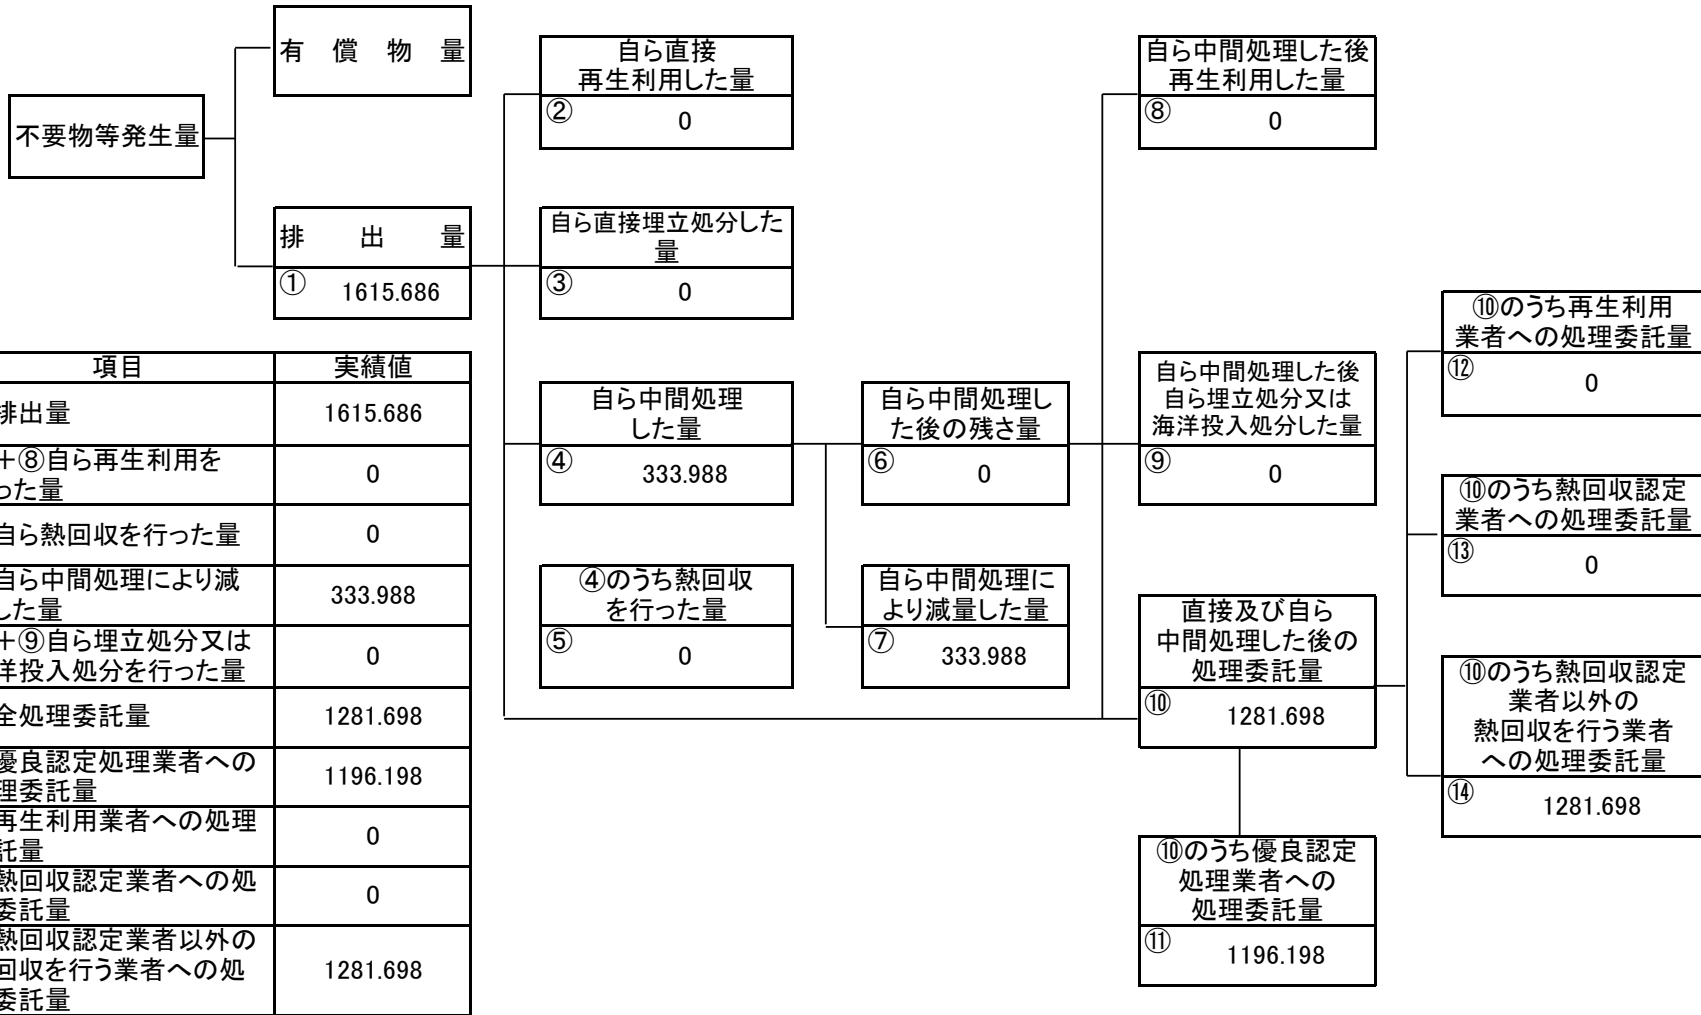 不要物等発生量
有　償　物　量
排　出　量
① 1615.686
自ら直接
再生利用した量
② 0
自ら直接埋立処分した
量
③ 0
自ら中間処理
した量
④ 333.988
④のうち熱回収
を行った量
⑤ 0
自ら中間処理し
た後の残さ量
⑥ 0
自ら中間処理に
より減量した量
⑦ 333.988
自ら中間処理した後
再生利用した量
⑧ 0
自ら中間処理した後
自ら埋立処分又は
海洋投入処分した量
⑨ 0
直接及び自ら
中間処理した後の
処理委託量
⑩ 1281.698
⑩のうち優良認定
処理業者への
処理委託量
⑪ 1196.198
⑩のうち再生利用
業者への処理委託量
⑫ 0
⑩のうち熱回収認定
業者への処理委託量
⑬ 0
⑩のうち熱回収認定
業者以外の
熱回収を行う業者
への処理委託量
⑭ 1281.698
項目 実績値
排出量 1615.686
＋⑧自ら再生利用を
った量 0
自ら熱回収を行った量 0
自ら中間処理により減
した量 333.988
＋⑨自ら埋立処分又は
洋投入処分を行った量 0
全処理委託量 1281.698
優良認定処理業者への
理委託量 1196.198
再生利用業者への処理
託量 0
熱回収認定業者への処
委託量 0
熱回収認定業者以外の
回収を行う業者への処
委託量 1281.698